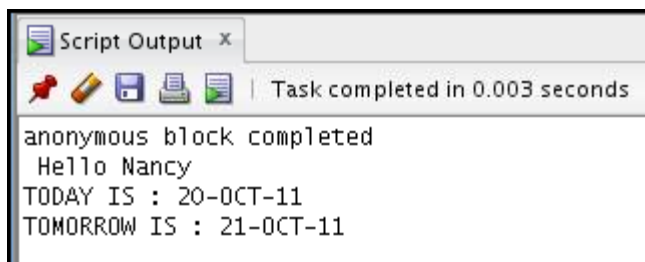 Script Output x
Task completed in 0.003 seconds
anonymous block completed
Hello Nancy
TODAY IS : 20-OCT-11
TOMORROW IS : 21-OCT-11